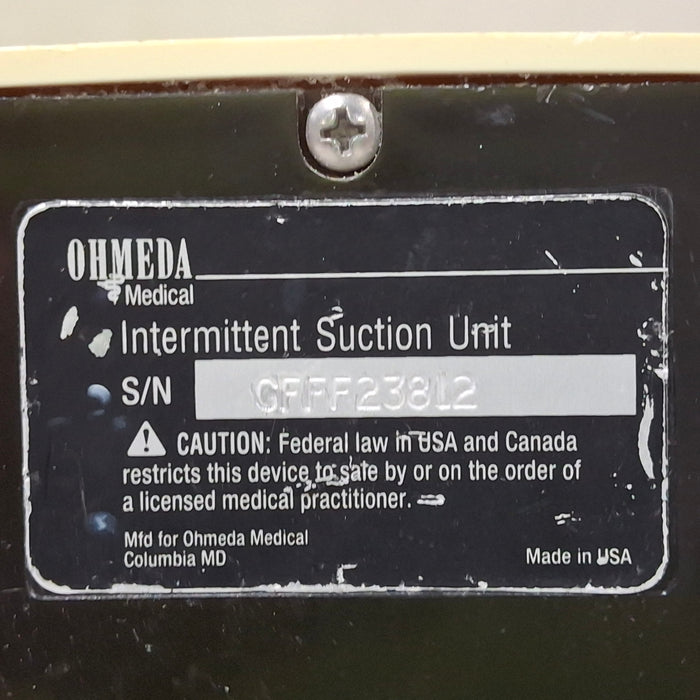 OHMEDA
Medical
Intermittent Suction Unit
S/N
CAUTION: Federal law in USA and Canada
restricts this device to sale by or on the order of
a licensed medical practitioner.
Mfd for Ohmeda Medical
Columbia MD
Made in USA